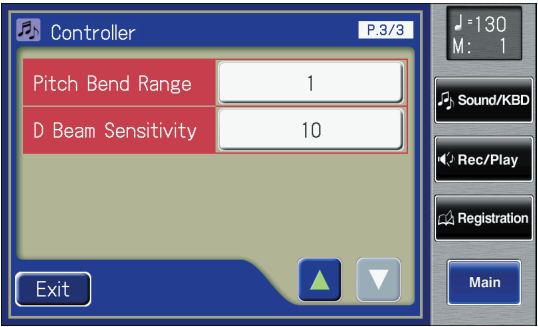 Controller
P.3/3
Pitch Bend Range
1
D Beam Sensitivity
10
Exit
♩=130
M: 1
Sound/KBD
Rec/Play
Registration
Main